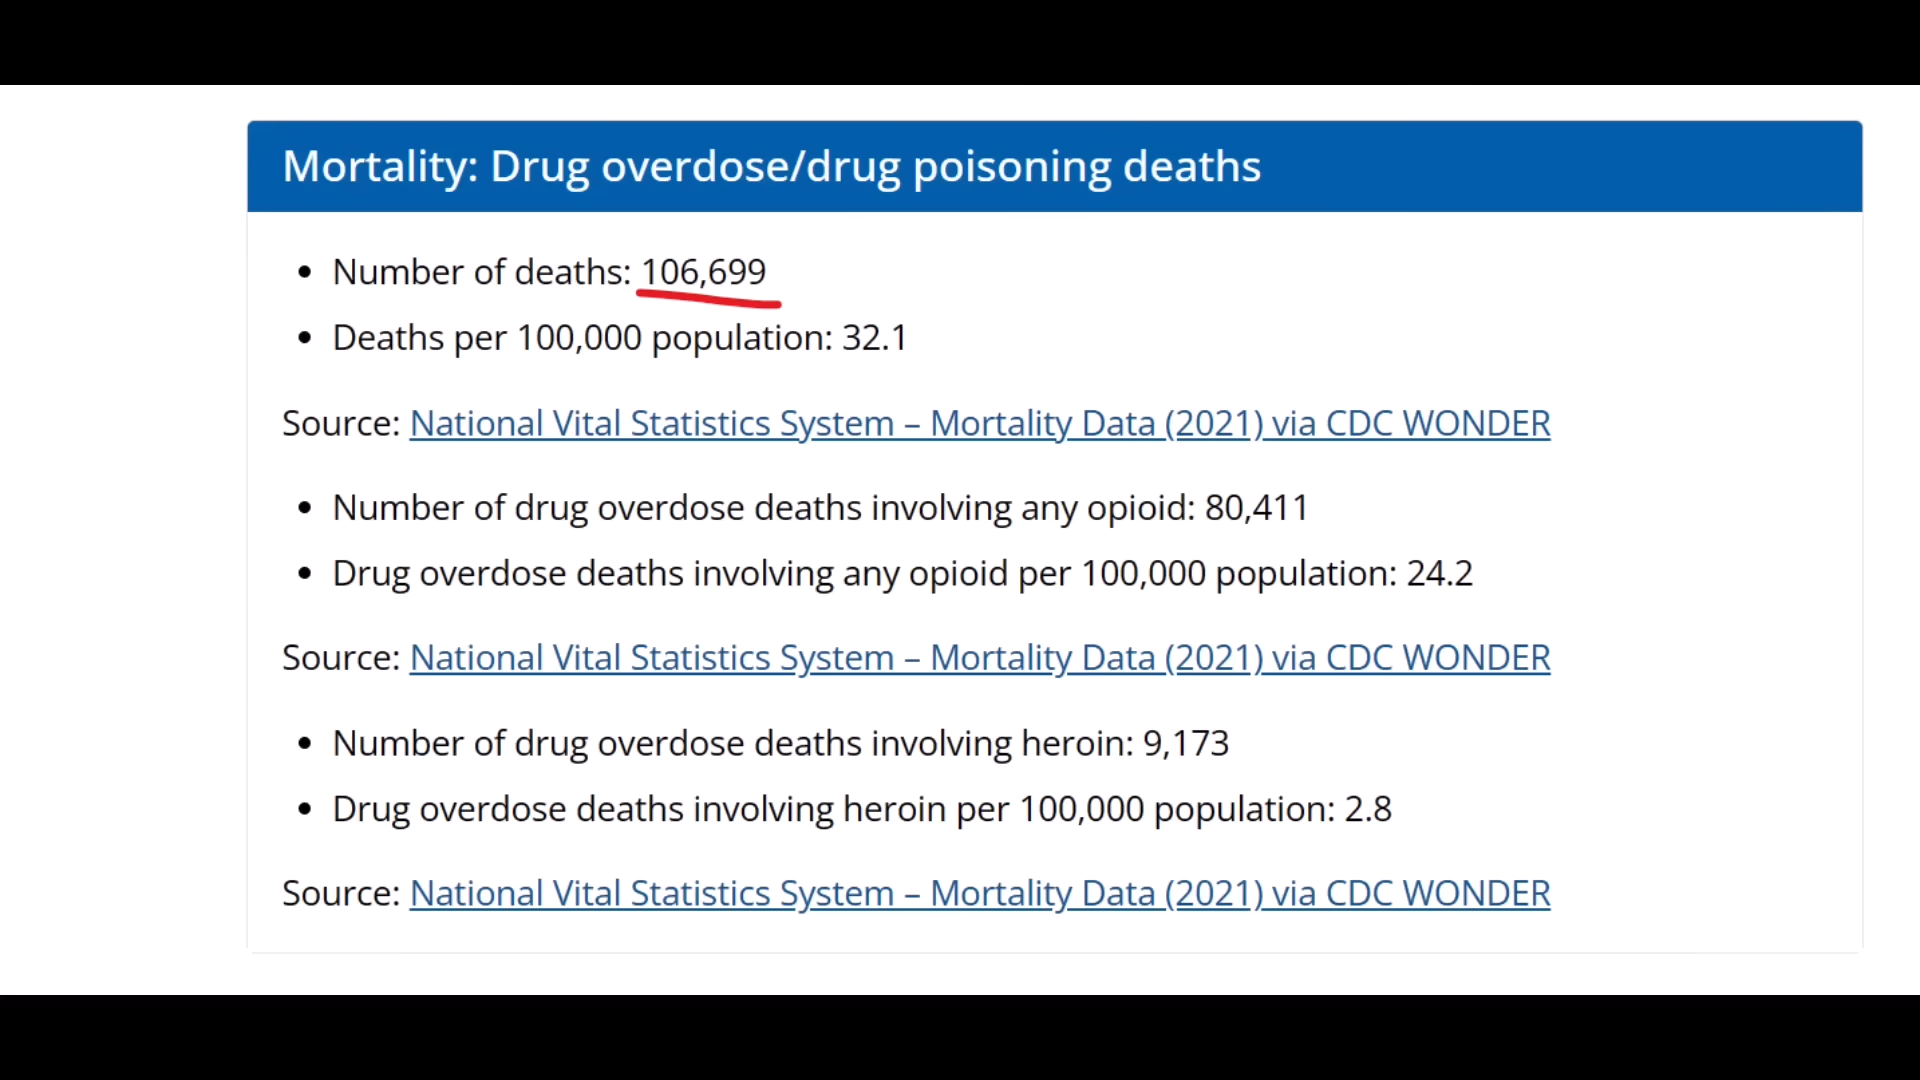 Mortality: Drug overdose/drug poisoning deaths
• Number of deaths: 106,699
• Deaths per 100,000 population: 32.1
Source: National Vital Statistics System – Mortality Data (2021) via CDC WONDER
• Number of drug overdose deaths involving any opioid: 80,411
• Drug overdose deaths involving any opioid per 100,000 population: 24.2
Source: National Vital Statistics System – Mortality Data (2021) via CDC WONDER
• Number of drug overdose deaths involving heroin: 9,173
• Drug overdose deaths involving heroin per 100,000 population: 2.8
Source: National Vital Statistics System – Mortality Data (2021) via CDC WONDER